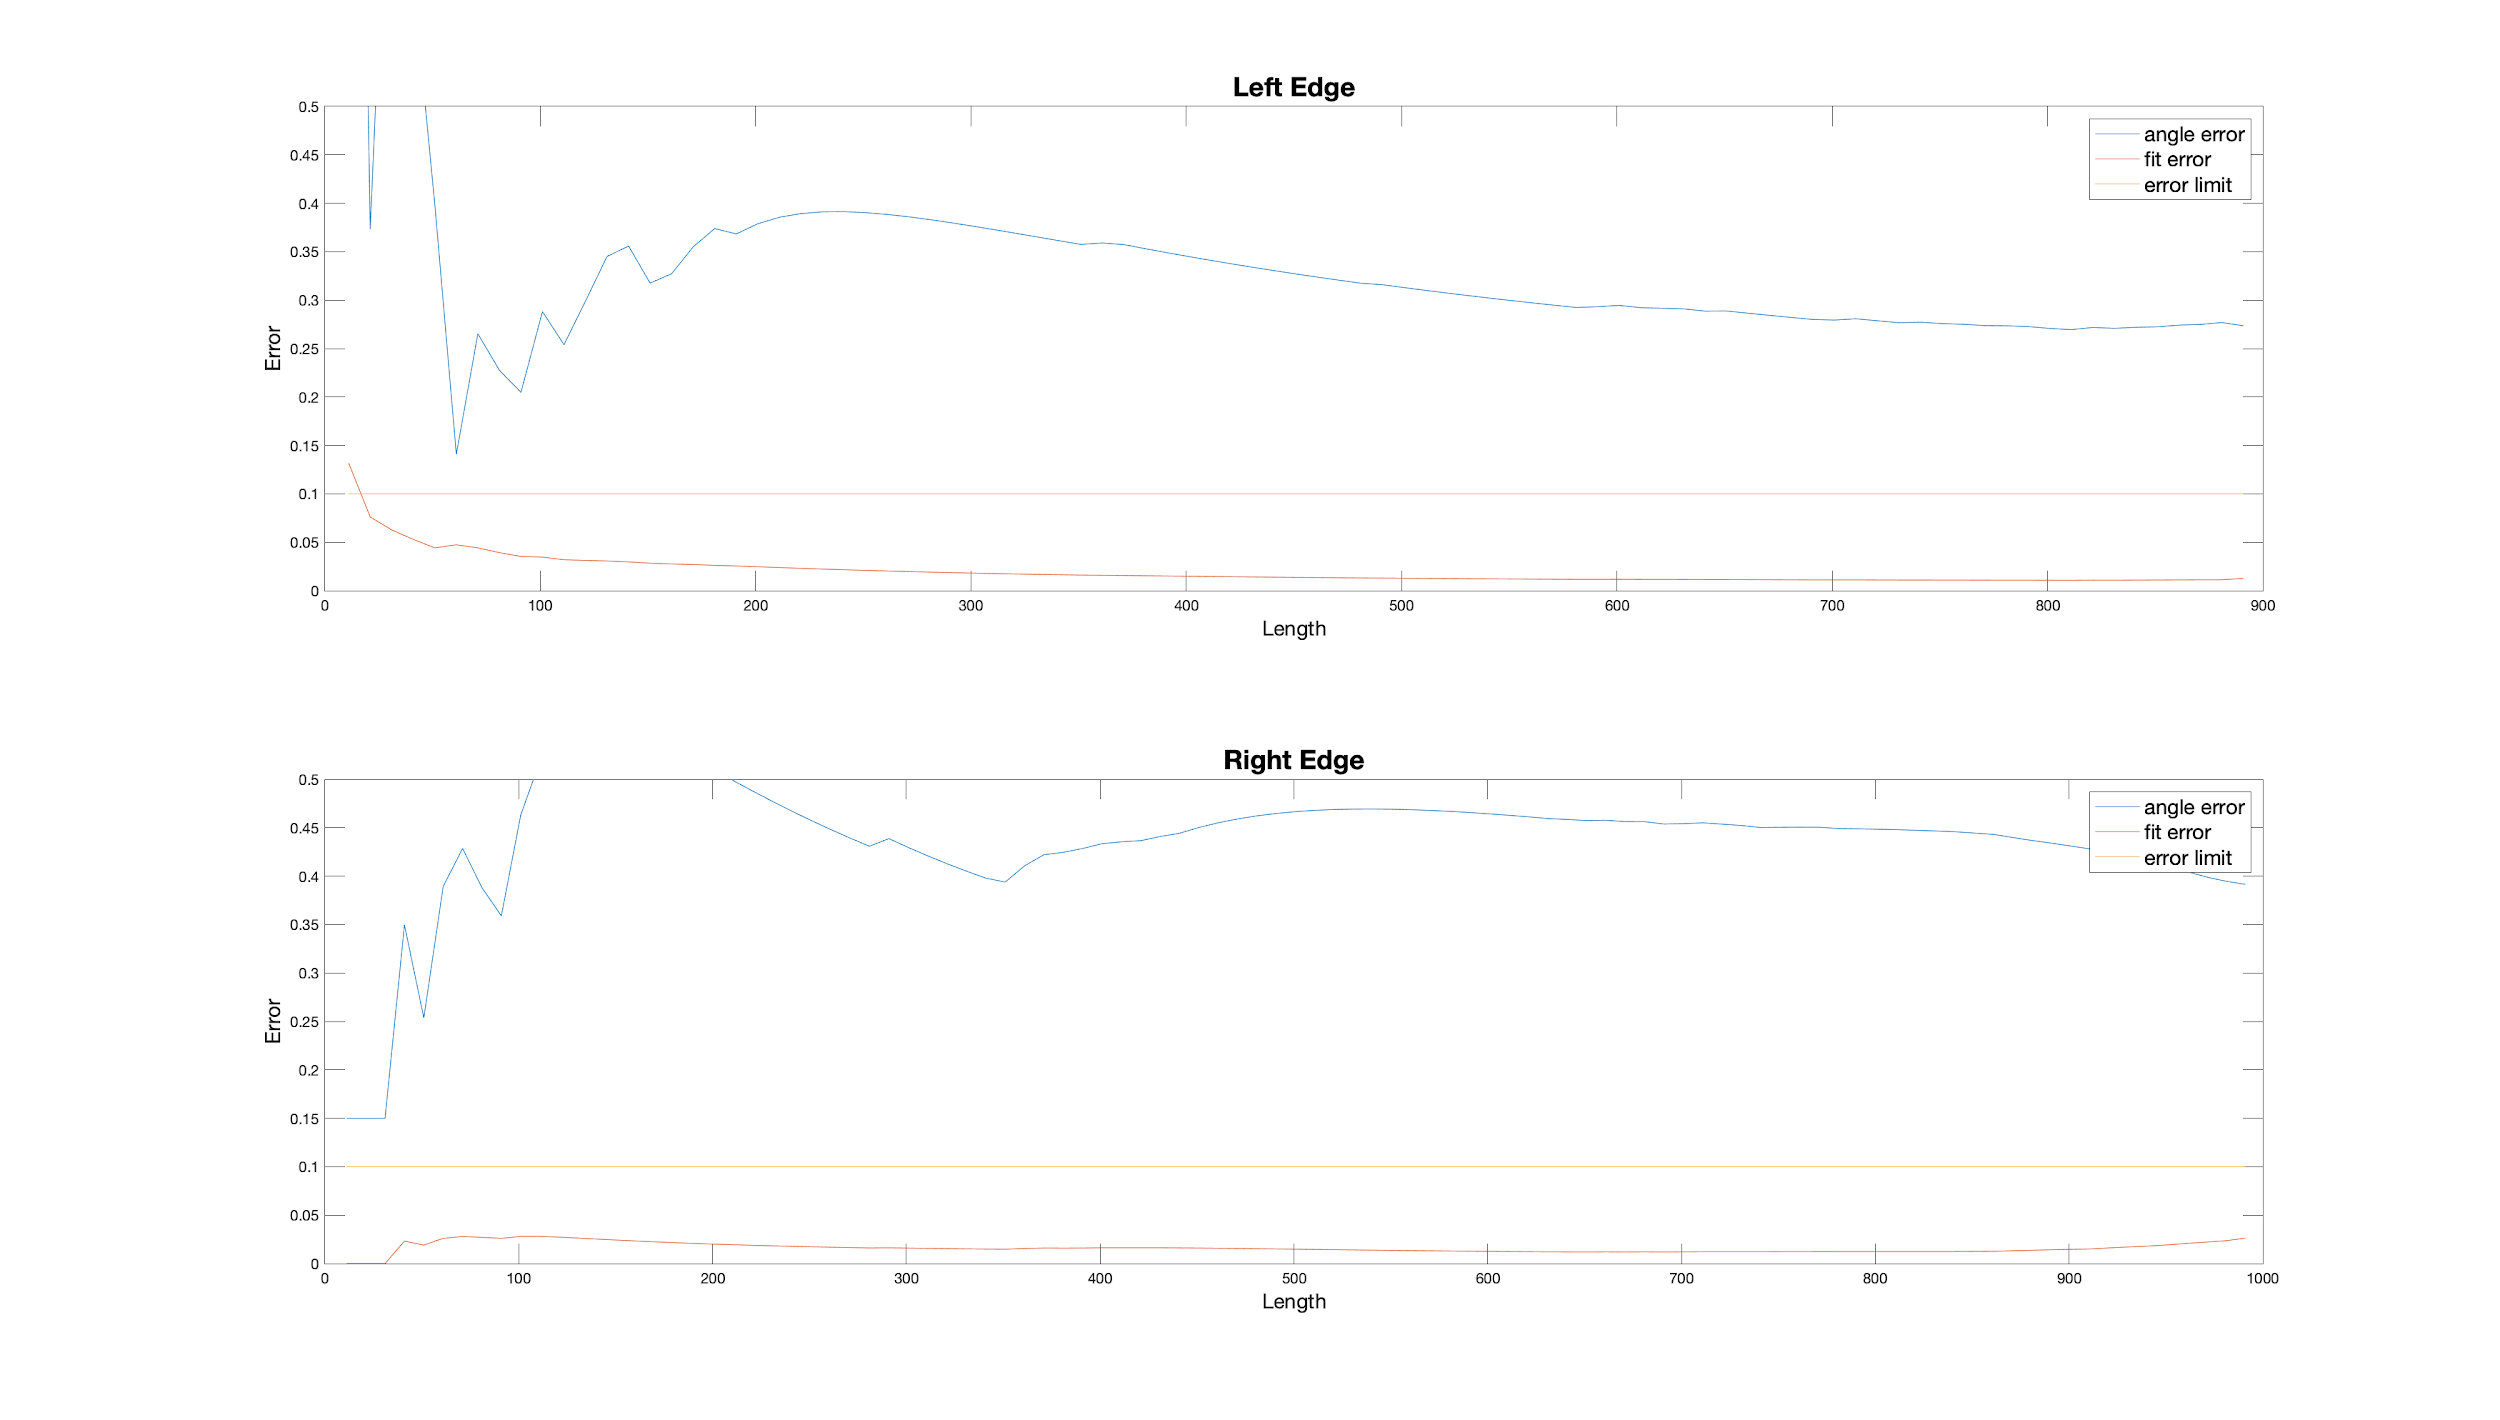 Left Edge
0.5
0.45
0.4
0.35
0.3
0.25
0.2
0.15
0.1
0.05
0
Error
angle error
fit error
error limit
0 100 200 300 400 500 600 700 800 900
Length
Right Edge
0.5
0.45
0.4
0.35
0.3
0.25
0.2
0.15
0.1
0.05
0
Error
angle error
fit error
error limit
0 100 200 300 400 500 600 700 800 900 1000
Length